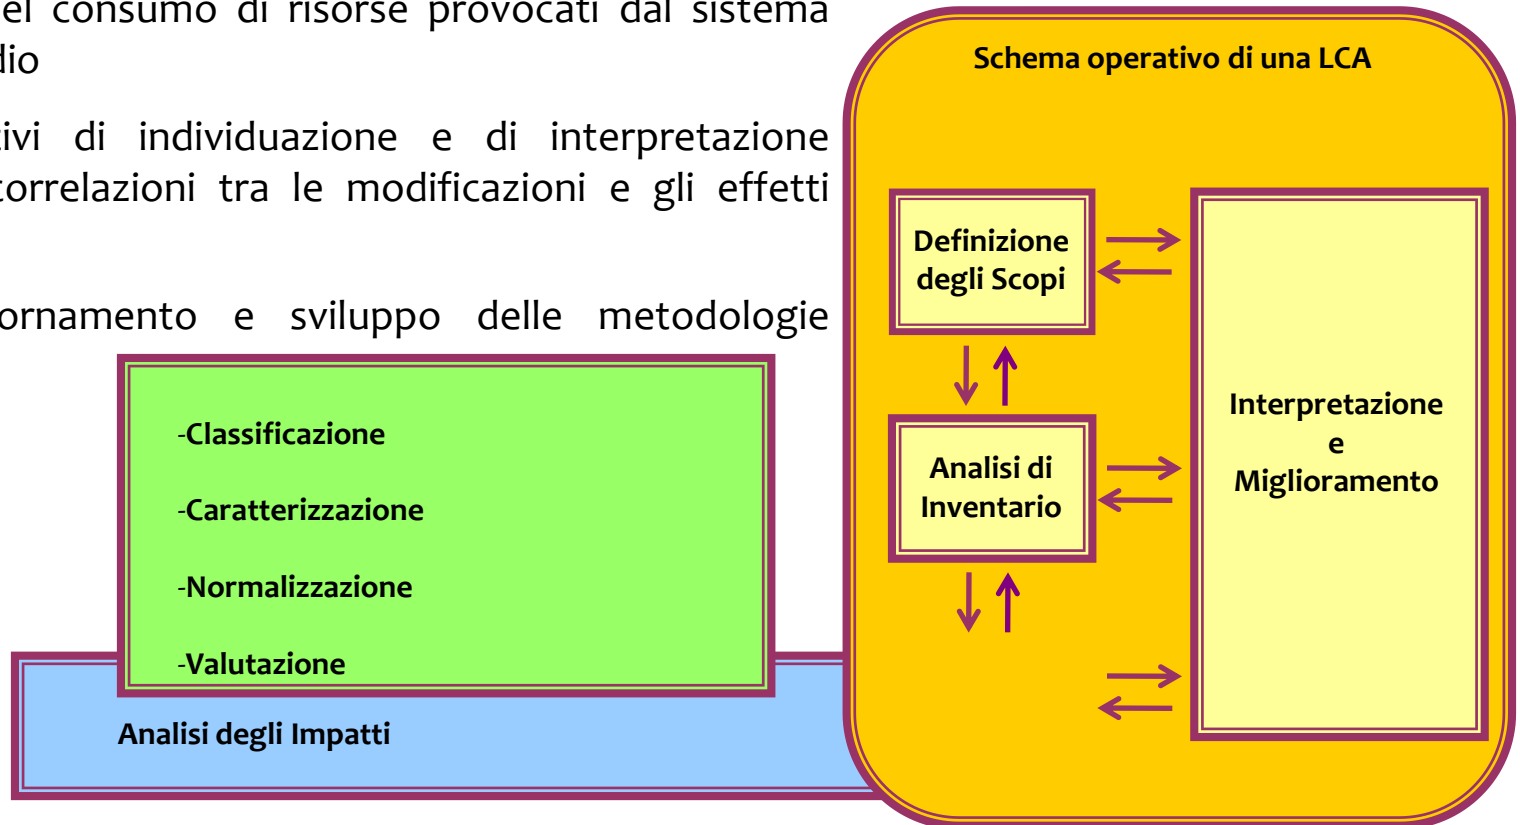 el consumo di risorse provocati dal sistema
dio
tivi di individuazione e di interpretazione
correlazioni tra le modificazioni e gli effetti
ornamento e sviluppo delle metodologie
-Classificazione
-Caratterizzazione
-Normalizzazione
-Valutazione
Analisi degli Impatti
Schema operativo di una LCA
Definizione
degli Scopi
Analisi di
Inventario
Interpretazione
e
Miglioramento